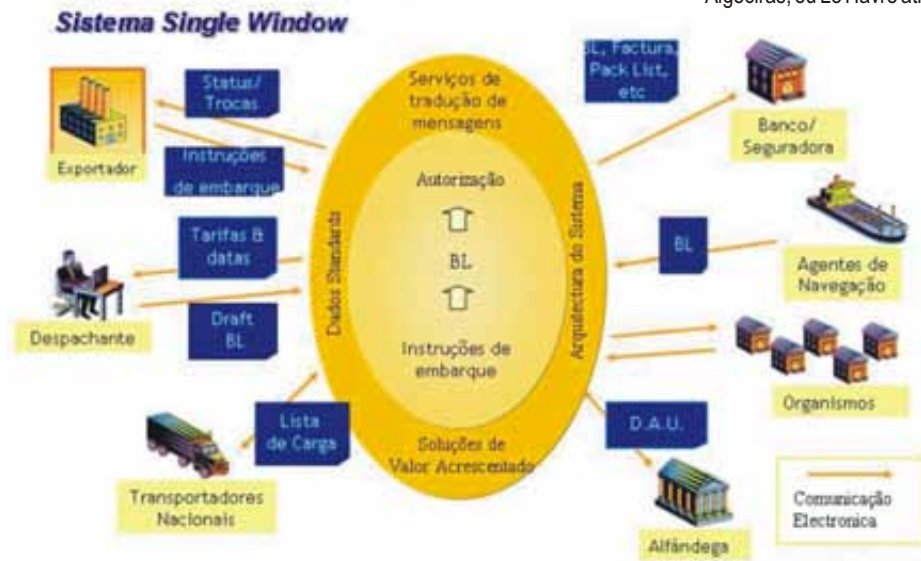 Sistema Single Window
Exportador
Status/
Trocas
Instruções
de embarque
Tarifas &
datas
Despachante
Draft
BL
Lista
de Carga
Transportadores
Nacionais
Serviços de
tradução de
mensagens
Dados Standards
Arquitectura do Sistema
Autorização
BL
Instruções de
embarque
Soluções de
Valor Acrescentado
BL, Factura,
Pack List,
etc
Banco/
Seguradora
BL
Agentes de
Navegação
Organismos
D.A.U.
Alfândega
Comunicação
Electronica